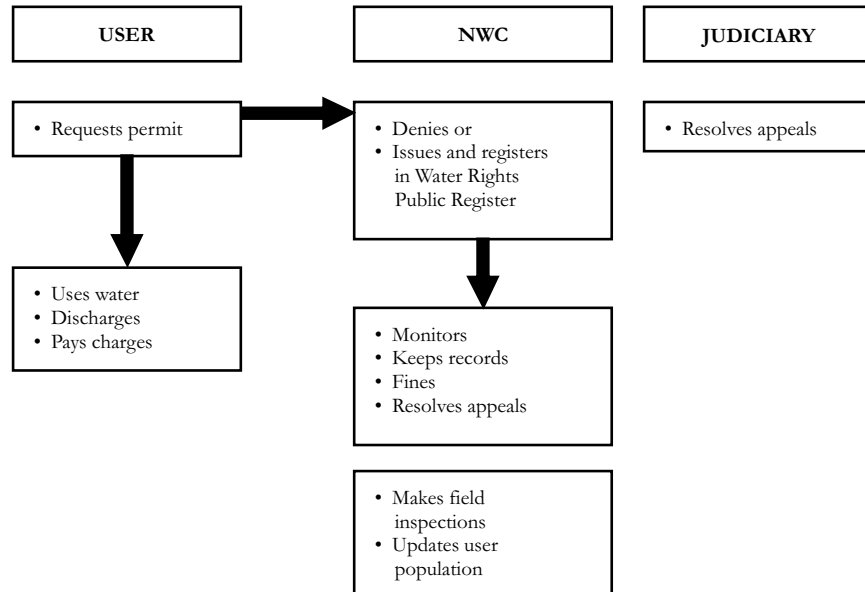 USER
NWC
JUDICIARY
• Requests permit
• Denies or
• Issues and registers
in Water Rights
Public Register
• Resolves appeals
• Uses water
• Discharges
• Pays charges
• Monitors
• Keeps records
• Fines
• Resolves appeals
• Makes field
inspections
• Updates user
population